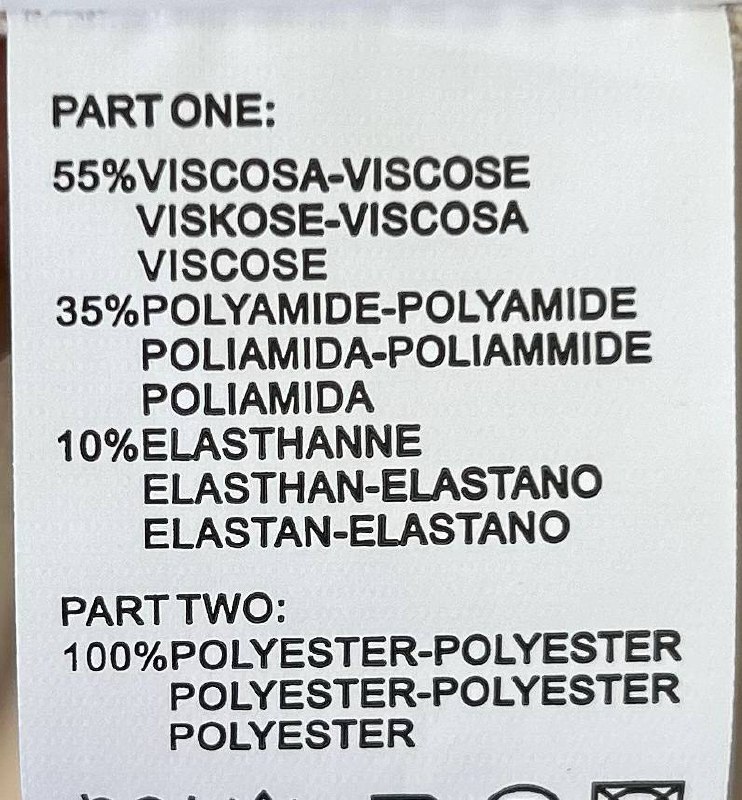 PART ONE:
55%VISCOSA-VISCOSE
VISKOSE-VISCOSA
VISCOSE
35%POLYAMIDE-POLYAMIDE
POLIAMIDA-POLIAMMIDE
POLIAMIDA
10%ELASTHANNE
ELASTHAN-ELASTANO
ELASTAN-ELASTANO
PART TWO:
100%POLYESTER-POLYESTER
POLYESTER-POLYESTER
POLYESTER